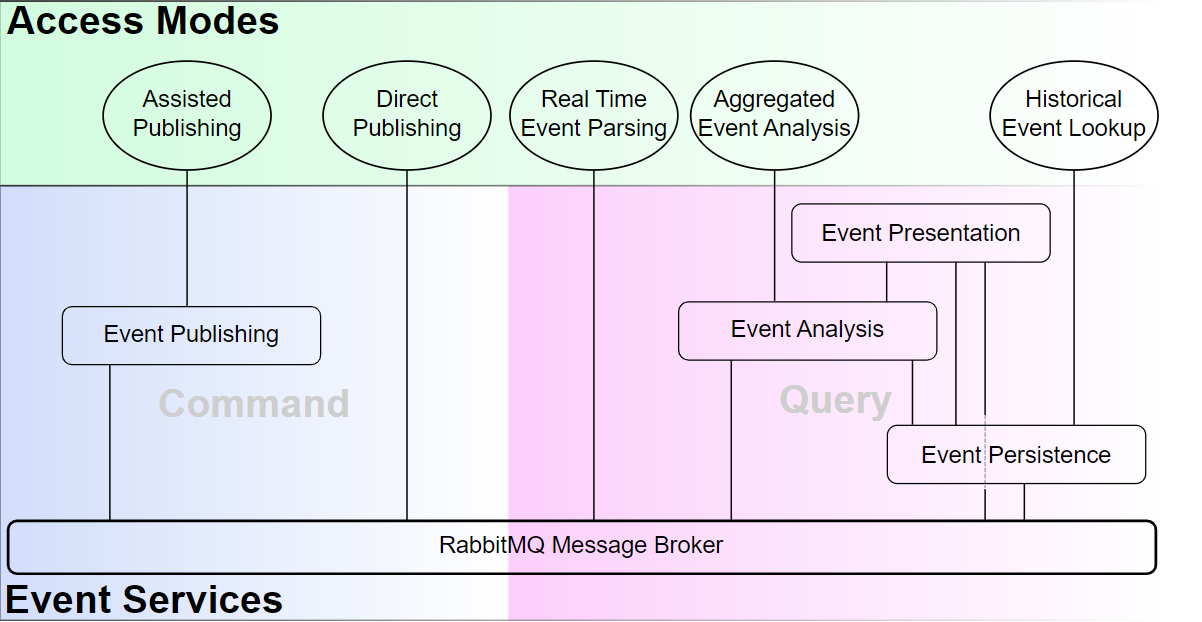 Access Modes
Assisted
Publishing
Direct
Publishing
Real Time
Event Parsing
Aggregated
Event Analysis
Historical
Event Lookup
Event Presentation
Event Publishing
Event Analysis
Command
Query
Event Persistence
RabbitMQ Message Broker
Event Services